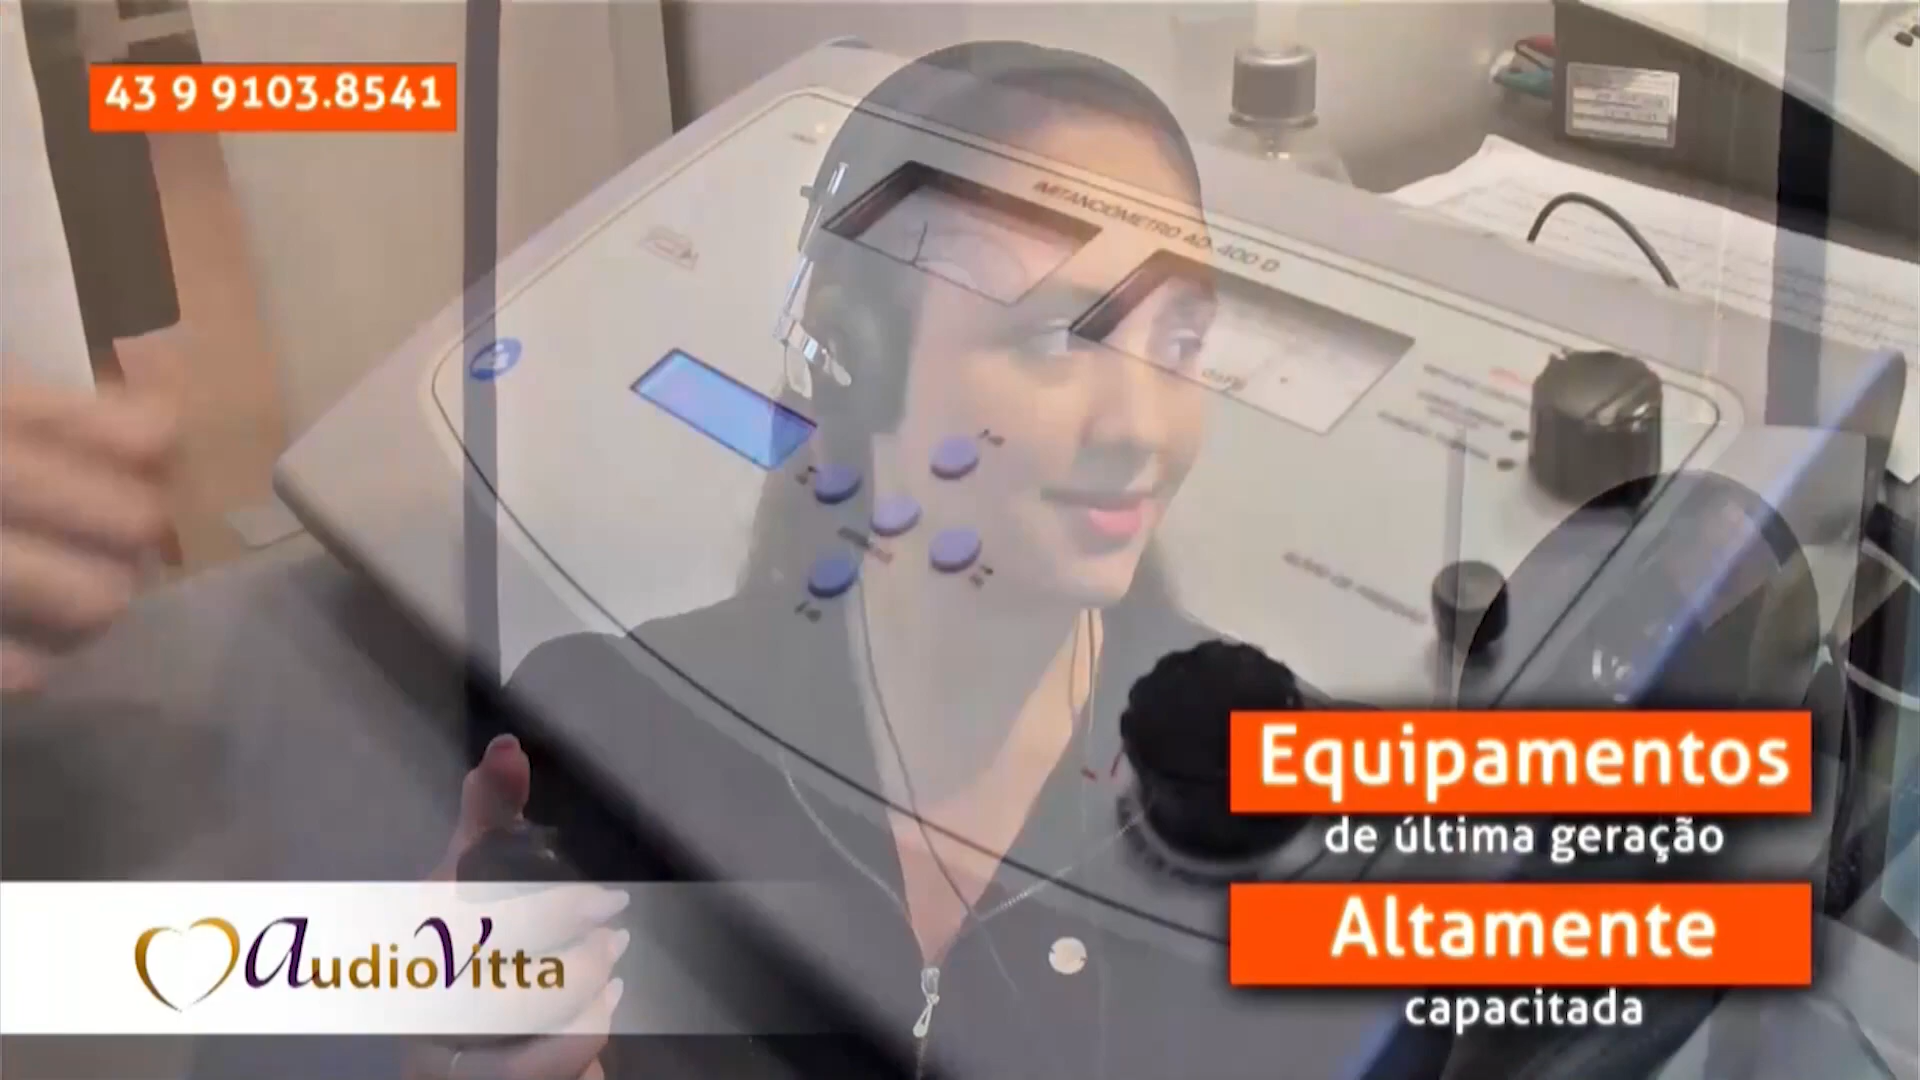 43 9 9103.8541
IMITANCIÔMETRO AD-400 D
Equipamentos
de última geração
Altamente
capacitada
AudioVitta